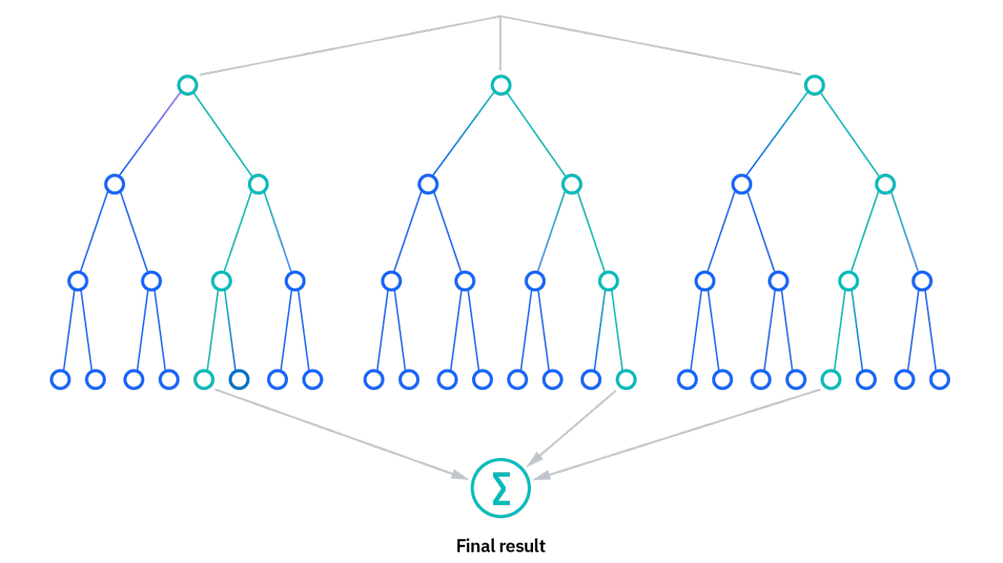 Σ
Final result